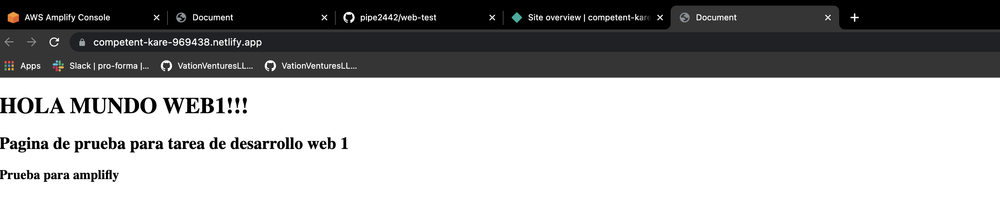 AWS Amplify Console
Document
pipe2442/web-test
Site overview | competent-kare
Document
competent-kare-969438.netlify.app
Apps
Slack | pro-forma |...
VationVenturesLL...
VationVenturesLL...
HOLA MUNDO WEB1!!!
Pagina de prueba para tarea de desarrollo web 1
Prueba para amplifly